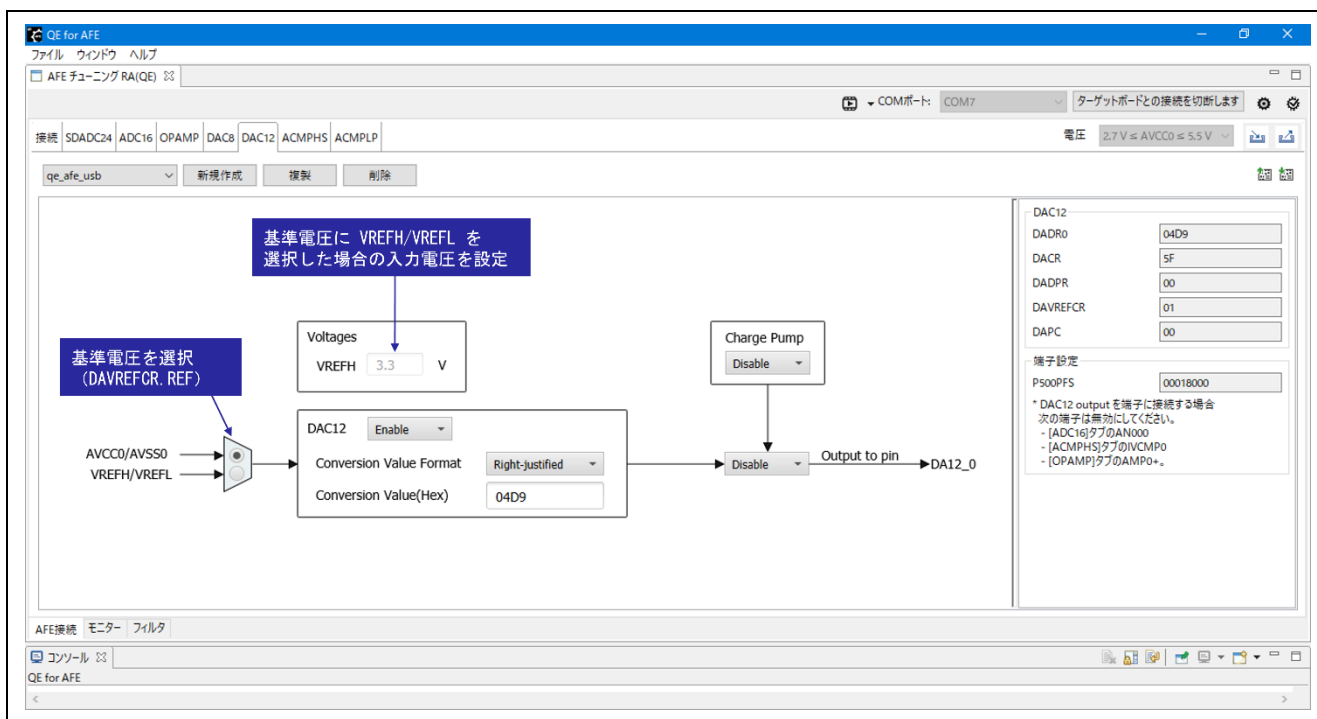 QE for AFE
ファイル ウィンドウ ヘルプ
AFE チューニング RA(QE)
COMポート: COM7 ターゲットボードとの接続を切断します
接続 SDADC24 ADC16 OPAMP DAC8 DAC12 ACMPHS ACMPLP
電圧 2.7 V ≤ AVCC0 ≤ 5.5 V
qe_afe_usb 新規作成 複製 削除
基準電圧に VREFH/VREFL を
選択した場合の入力電圧を設定
基準電圧を選択
(DAVREFCR.REF)
Voltages
VREFH 3.3 V
Charge Pump
Disable
AVCC0/AVSS0
VREFH/VREFL
DAC12 Enable
Conversion Value Format Right-justified
Conversion Value(Hex) 04D9
Disable Output to pin DA12_0
DAC12
DADR0 04D9
DACR 5F
DADPR 00
DAVREFCR 01
DAPC 00
端子設定
P500PFS 00018000
* DAC12 output を端子に接続する場合
次の端子は無効にしてください。
- [ADC16]タブのAN000
- [ACMPHS]タブのIVCMP0
- [OPAMP]タブのAMP0+。
AFE接続 モニター フィルタ
コンソール
QE for AFE